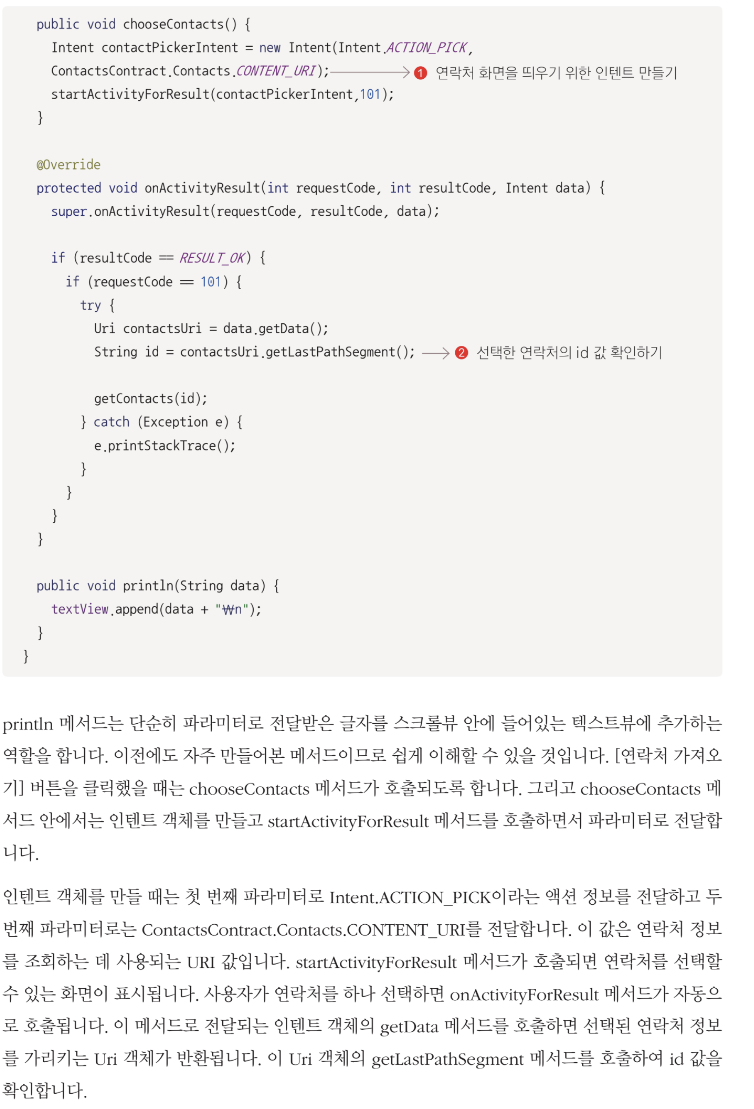 public void chooseContacts() {
Intent contactPickerIntent = new Intent(Intent.ACTION_PICK,
ContactsContract.Contacts.CONTENT_URI); ❶ 연락처 화면을 띄우기 위한 인텐트 만들기
startActivityForResult(contactPickerIntent,101);
}
@Override
protected void onActivityResult(int requestCode, int resultCode, Intent data) {
super.onActivityResult(requestCode, resultCode, data);
if (resultCode == RESULT_OK) {
if (requestCode == 101) {
try {
Uri contactsUri = data.getData();
String id = contactsUri.getLastPathSegment(); ❷ 선택한 연락처의 id 값 확인하기
getContacts(id);
} catch (Exception e) {
e.printStackTrace();
}
}
}
}
public void println(String data) {
textView.append(data + "₩n");
}
}
println 메서드는 단순히 파라미터로 전달받은 글자를 스크롤뷰 안에 들어있는 텍스트뷰에 추가하는
역할을 합니다. 이전에도 자주 만들어본 메서드이므로 쉽게 이해할 수 있을 것입니다. [연락처 가져오
기] 버튼을 클릭했을 때는 chooseContacts 메서드가 호출되도록 합니다. 그리고 chooseContacts 메
서드 안에서는 인텐트 객체를 만들고 startActivityForResult 메서드를 호출하면서 파라미터로 전달합
니다.
인텐트 객체를 만들 때는 첫 번째 파라미터로 Intent.ACTION_PICK이라는 액션 정보를 전달하고 두
번째 파라미터로는 ContactsContract.Contacts.CONTENT_URI를 전달합니다. 이 값은 연락처 정보
를 조회하는 데 사용되는 URI 값입니다. startActivityForResult 메서드가 호출되면 연락처를 선택할
수 있는 화면이 표시됩니다. 사용자가 연락처를 하나 선택하면 onActivityForResult 메서드가 자동으
로 호출됩니다. 이 메서드로 전달되는 인텐트 객체의 getData 메서드를 호출하면 선택된 연락처 정보
를 가리키는 Uri 객체가 반환됩니다. 이 Uri 객체의 getLastPathSegment 메서드를 호출하여 id 값을
확인합니다.